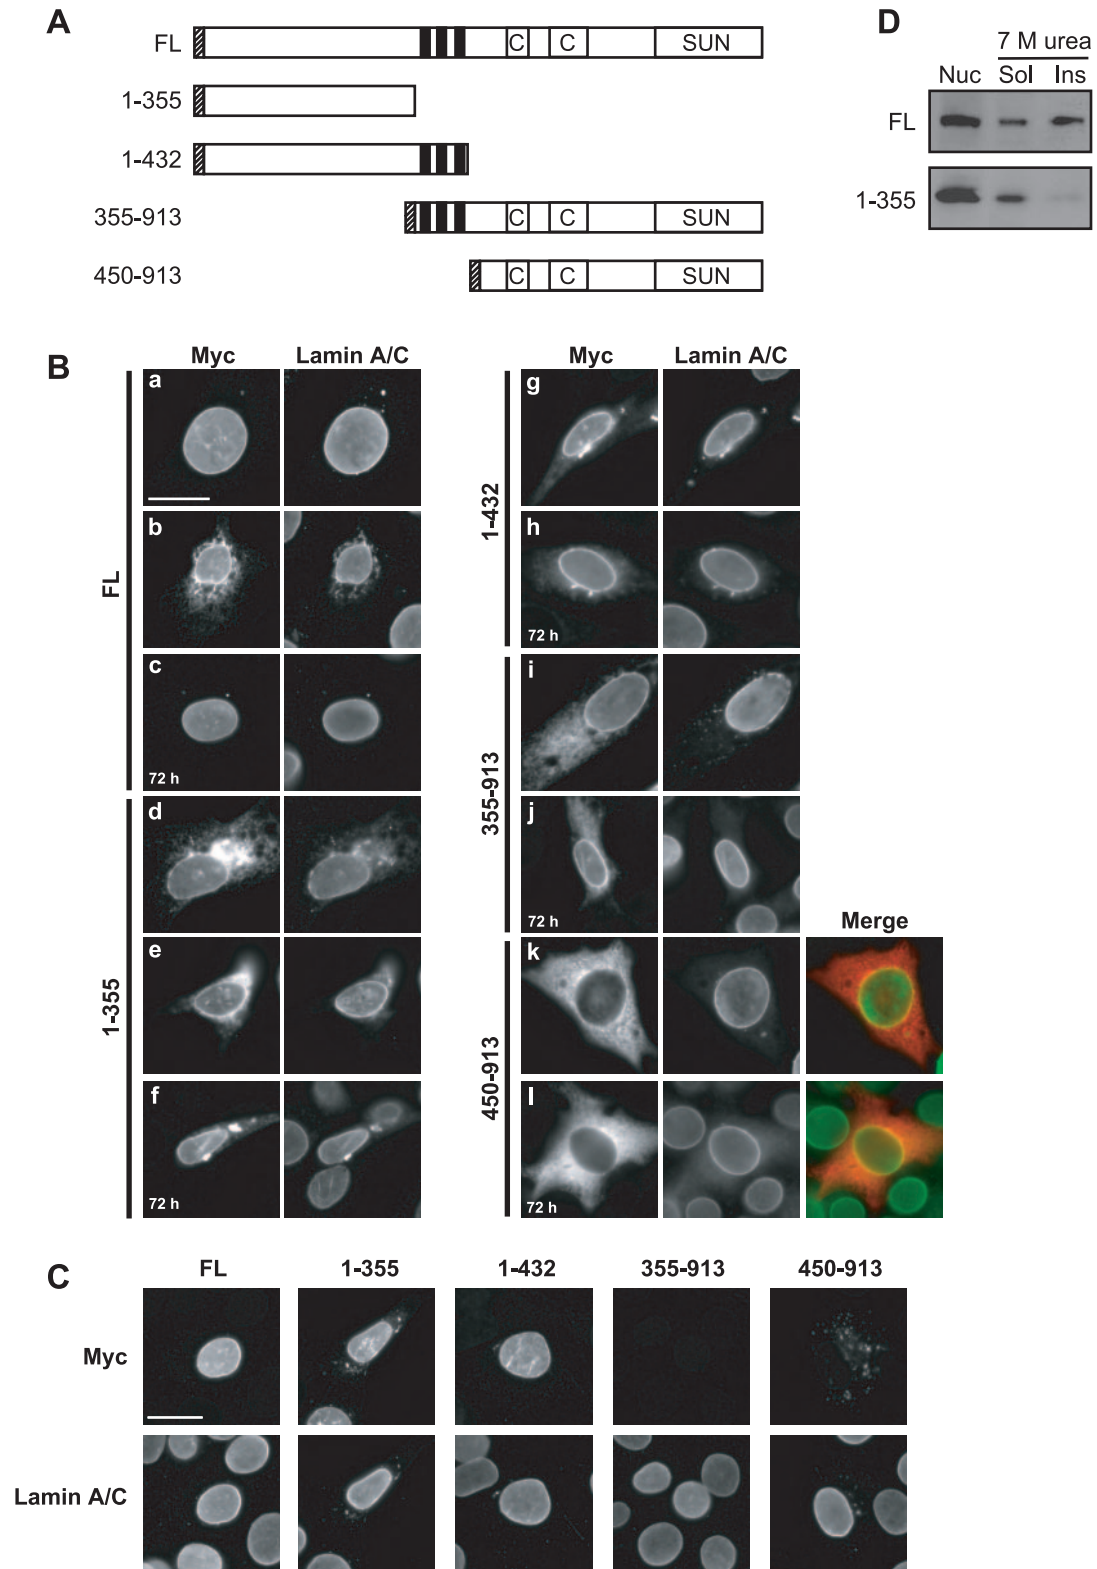 A
FL
C C SUN
1-355
1-432
355-913
C C SUN
450-913
C C SUN
D
7 M urea
Nuc Sol Ins
FL
1-355
B
Myc Lamin A/C
FL
a
b
c
72 h
1-355
d
e
f
72 h
Myc Lamin A/C
1-432
g
h
72 h
355-913
i
j
72 h
450-913
Merge
k
l
72 h
C
FL 1-355 1-432 355-913 450-913
Myc
Lamin A/C